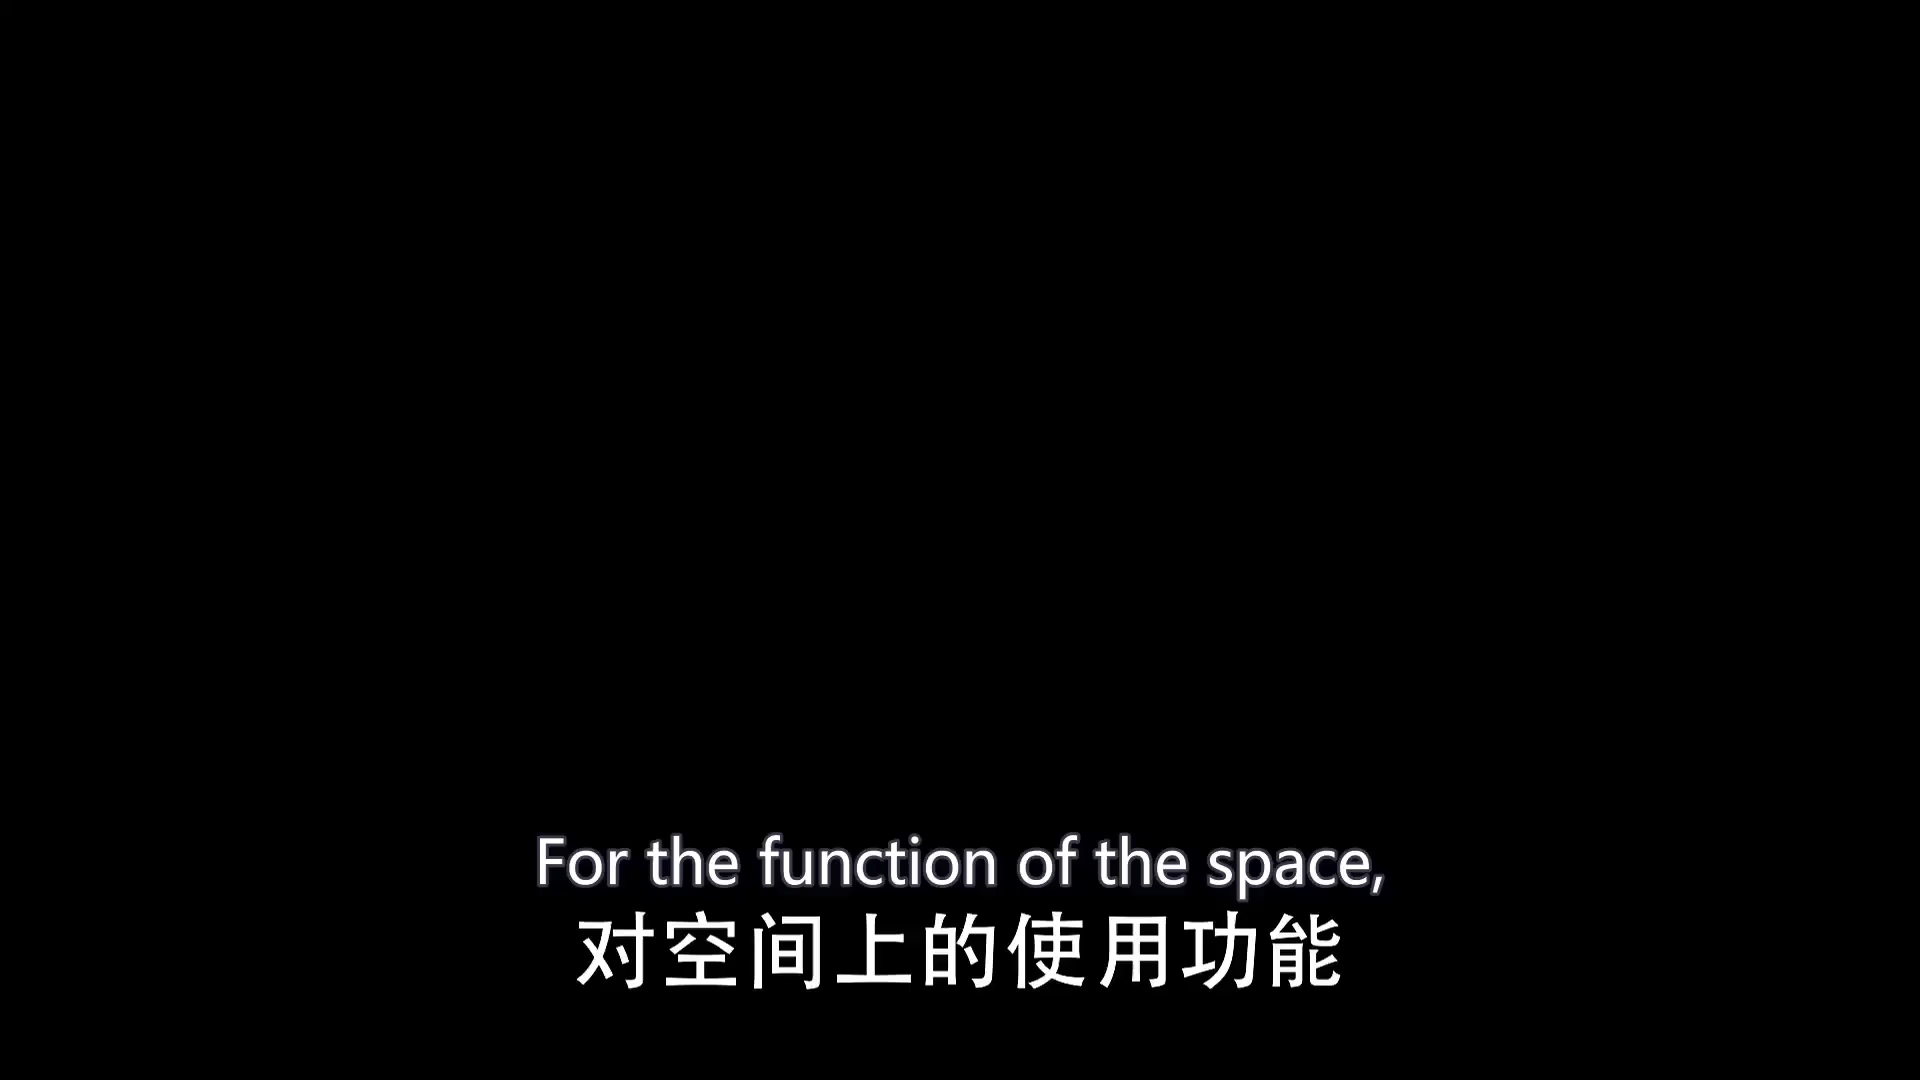 For the function of the space,
对空间上的使用功能